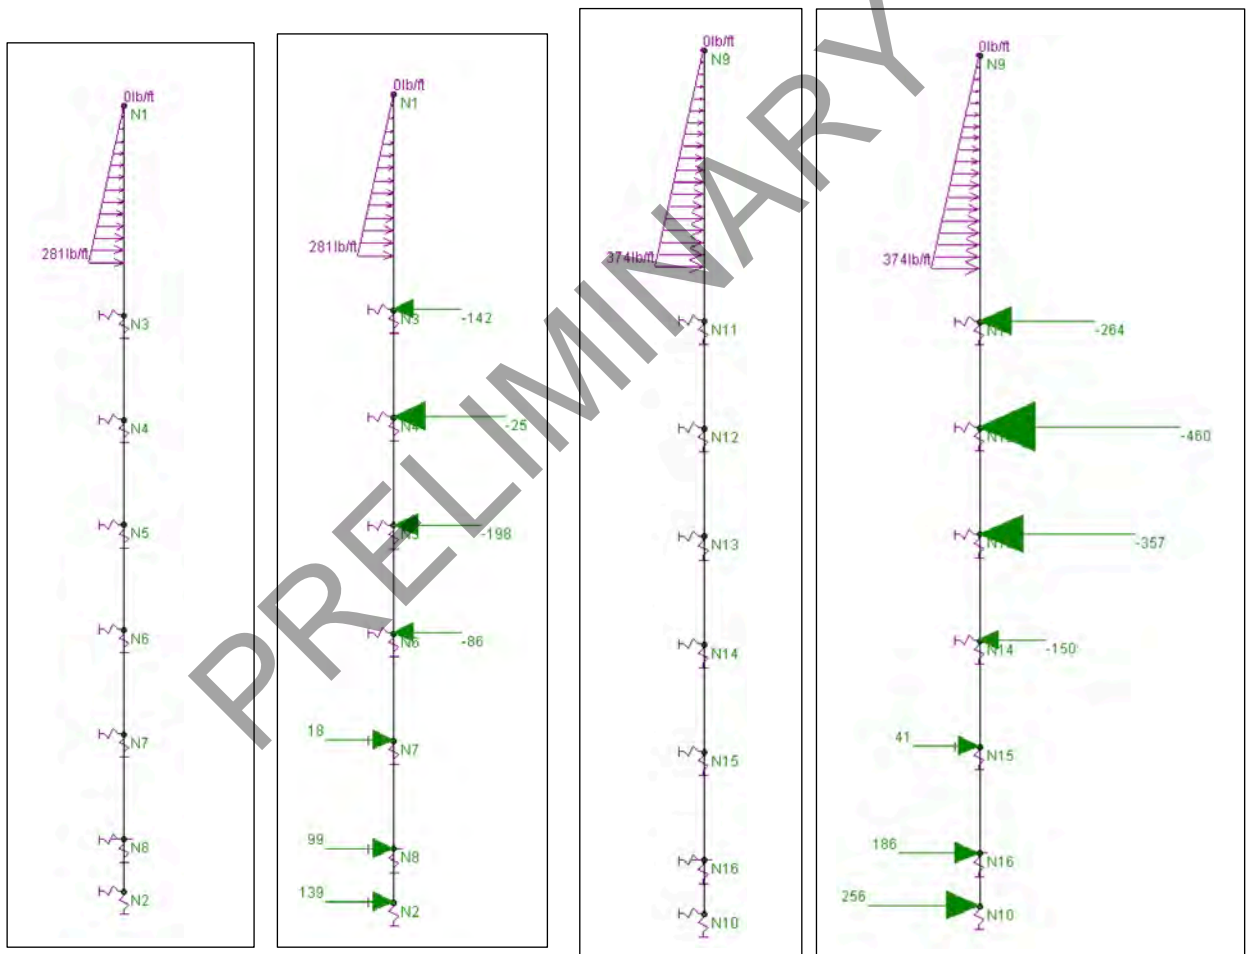 0lb/ft
N1
281lb/ft
N3
N4
N5
N6
N7
N8
N2
0lb/ft
N1
281lb/ft
N3
-142
-25
-198
N6
-86
18
N7
99
N8
139
N2
0lb/ft
N9
374lb/ft
N11
N12
N13
N14
N15
N16
N10
0lb/ft
N9
374lb/ft
-264
-460
-357
N14
-150
41
N15
186
N16
256
N10
PRELIMINARY